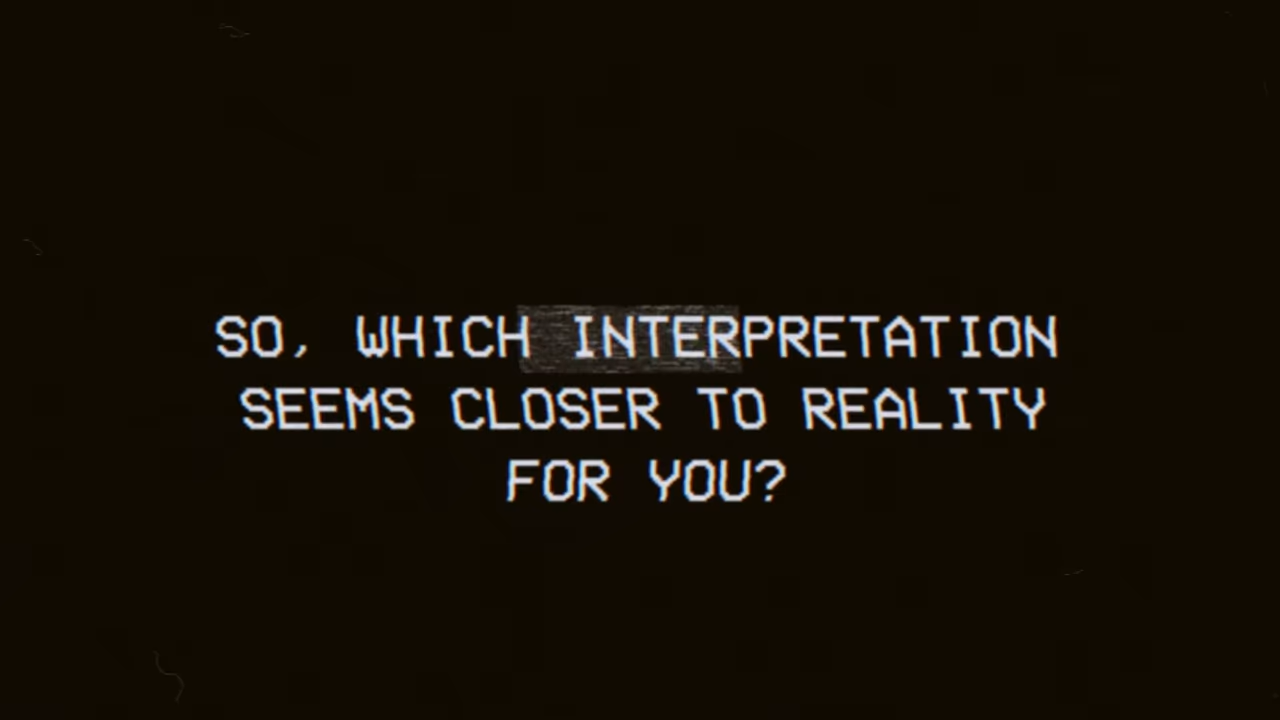 SO, WHICH INTERPRETATION
SEEMS CLOSER TO REALITY
FOR YOU?